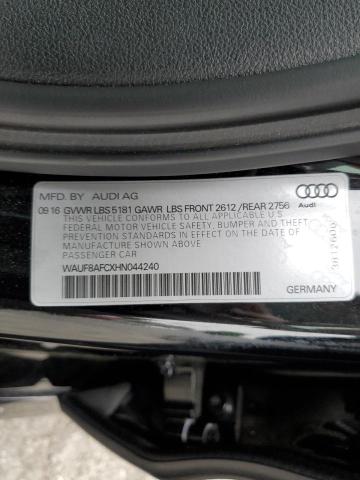 MFD. BY AUDI AG
09 16 GVWR LBS 5181 GAWR LBS FRONT 2612 / REAR 2756
THIS VEHICLE CONFORMS TO ALL APPLICABLE U.S
FEDERAL MOTOR VEHICLE SAFETY, BUMPER AND THEFT
PREVENTION STANDARDS IN EFFECT ON THE DATE OF
MANUFACTURE SHOWN ABOVE.
PASSENGER CAR
WAUF8AFCXHN044240
GERMANY